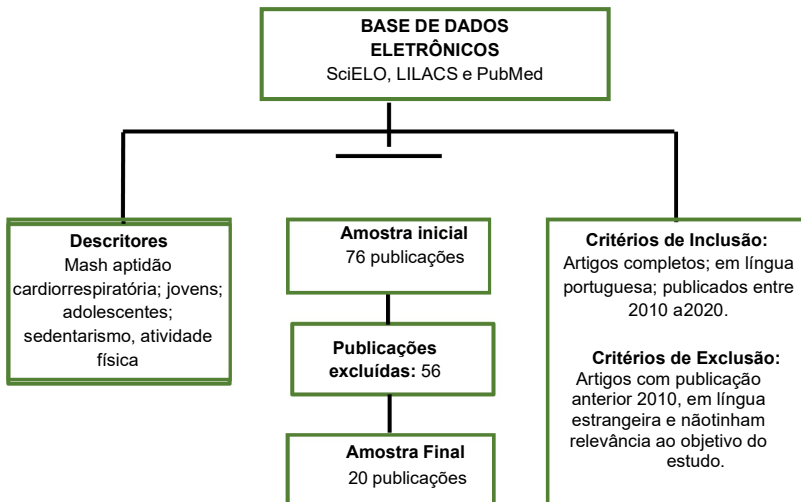 BASE DE DADOS
ELETRÔNICOS
SciELO, LILACS e PubMed
Descritores
Mash aptidão
cardiorrespiratória; jovens;
adolescentes;
sedentarismo, atividade
física
Amostra inicial
76 publicações
Publicações
excluídas: 56
Amostra Final
20 publicações
Critérios de Inclusão:
Artigos completos; em língua
portuguesa; publicados entre
2010 a2020.
Critérios de Exclusão:
Artigos com publicação
anterior 2010, em língua
estrangeira e nãotinham
relevância ao objetivo do
estudo.